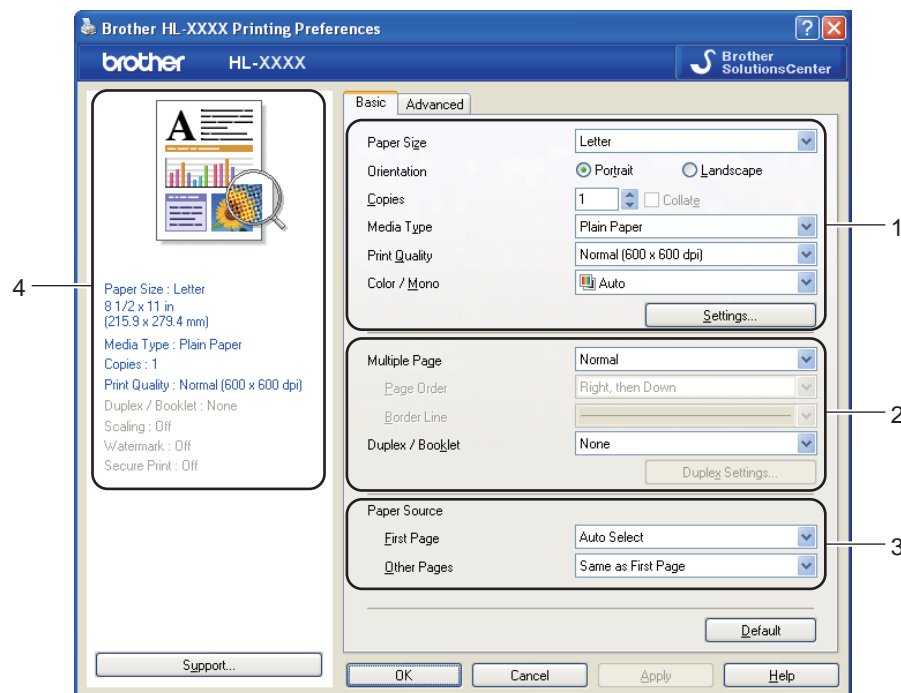 Brother HL-XXXX Printing Preferences
brother HL-XXXX
Brother
SolutionsCenter
A
4
Paper Size : Letter
8 1/2 x 11 in
(215.9 x 279.4 mm)
Media Type : Plain Paper
Copies : 1
Print Quality : Normal (600 x 600 dpi)
Duplex / Booklet : None
Scaling : Off
Watermark : Off
Secure Print : Off
Support...
Basic Advanced
Paper Size Letter
Orientation Portrait Landscape
Copies 1 Collate
Media Type Plain Paper
Print Quality Normal (600 x 600 dpi)
Color / Mono Auto
Settings...
1
Multiple Page Normal
Page Order Right, then Down
Border Line
Duplex / Booklet None
Duplex Settings...
2
Paper Source
First Page Auto Select
Other Pages Same as First Page
3
Default
OK Cancel Apply Help